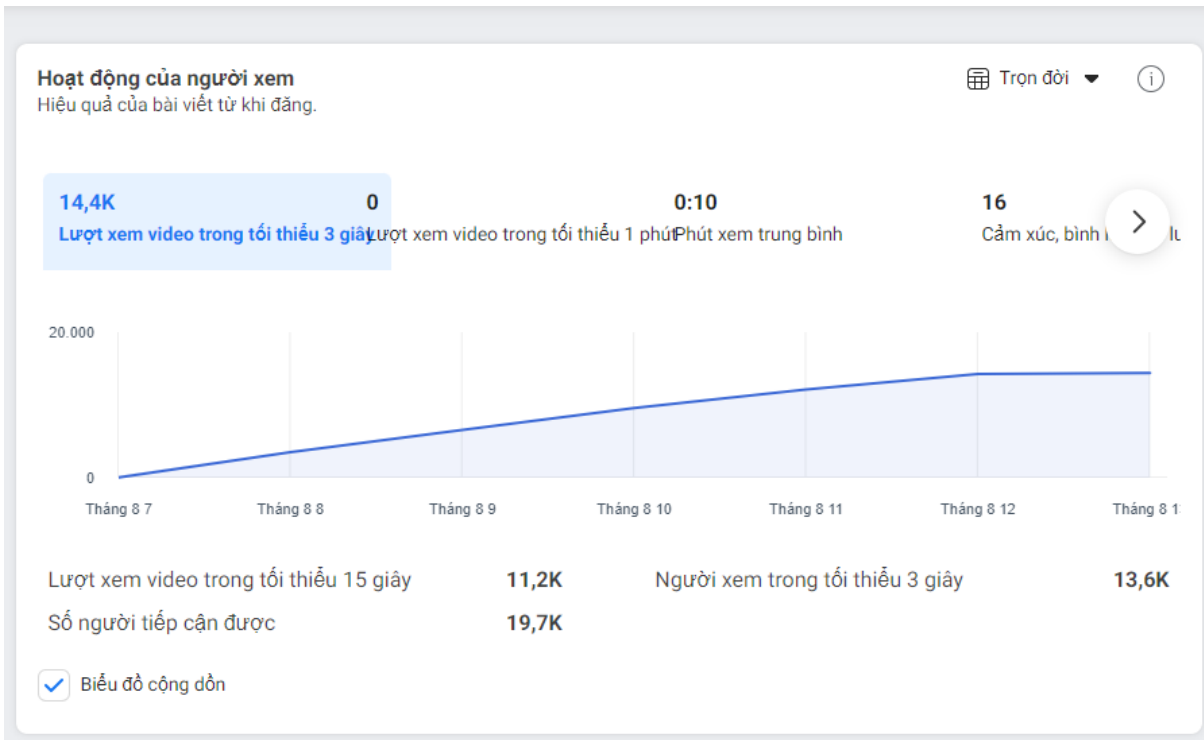 Hoạt động của người xem
Trọn đời
Hiệu quả của bài viết từ khi đăng.
14,4K
0
0:10
16
Lượt xem video trong tối thiểu 3 giây
Lượt xem video trong tối thiểu 1 phút
Phút xem trung bình
Cảm xúc, bình
20.000
0
Tháng 8 7
Tháng 8 8
Tháng 8 9
Tháng 8 10
Tháng 8 11
Tháng 8 12
Tháng 8 1
Lượt xem video trong tối thiểu 15 giây 11,2K
Người xem trong tối thiểu 3 giây 13,6K
Số người tiếp cận được 19,7K
Biểu đồ cộng dồn